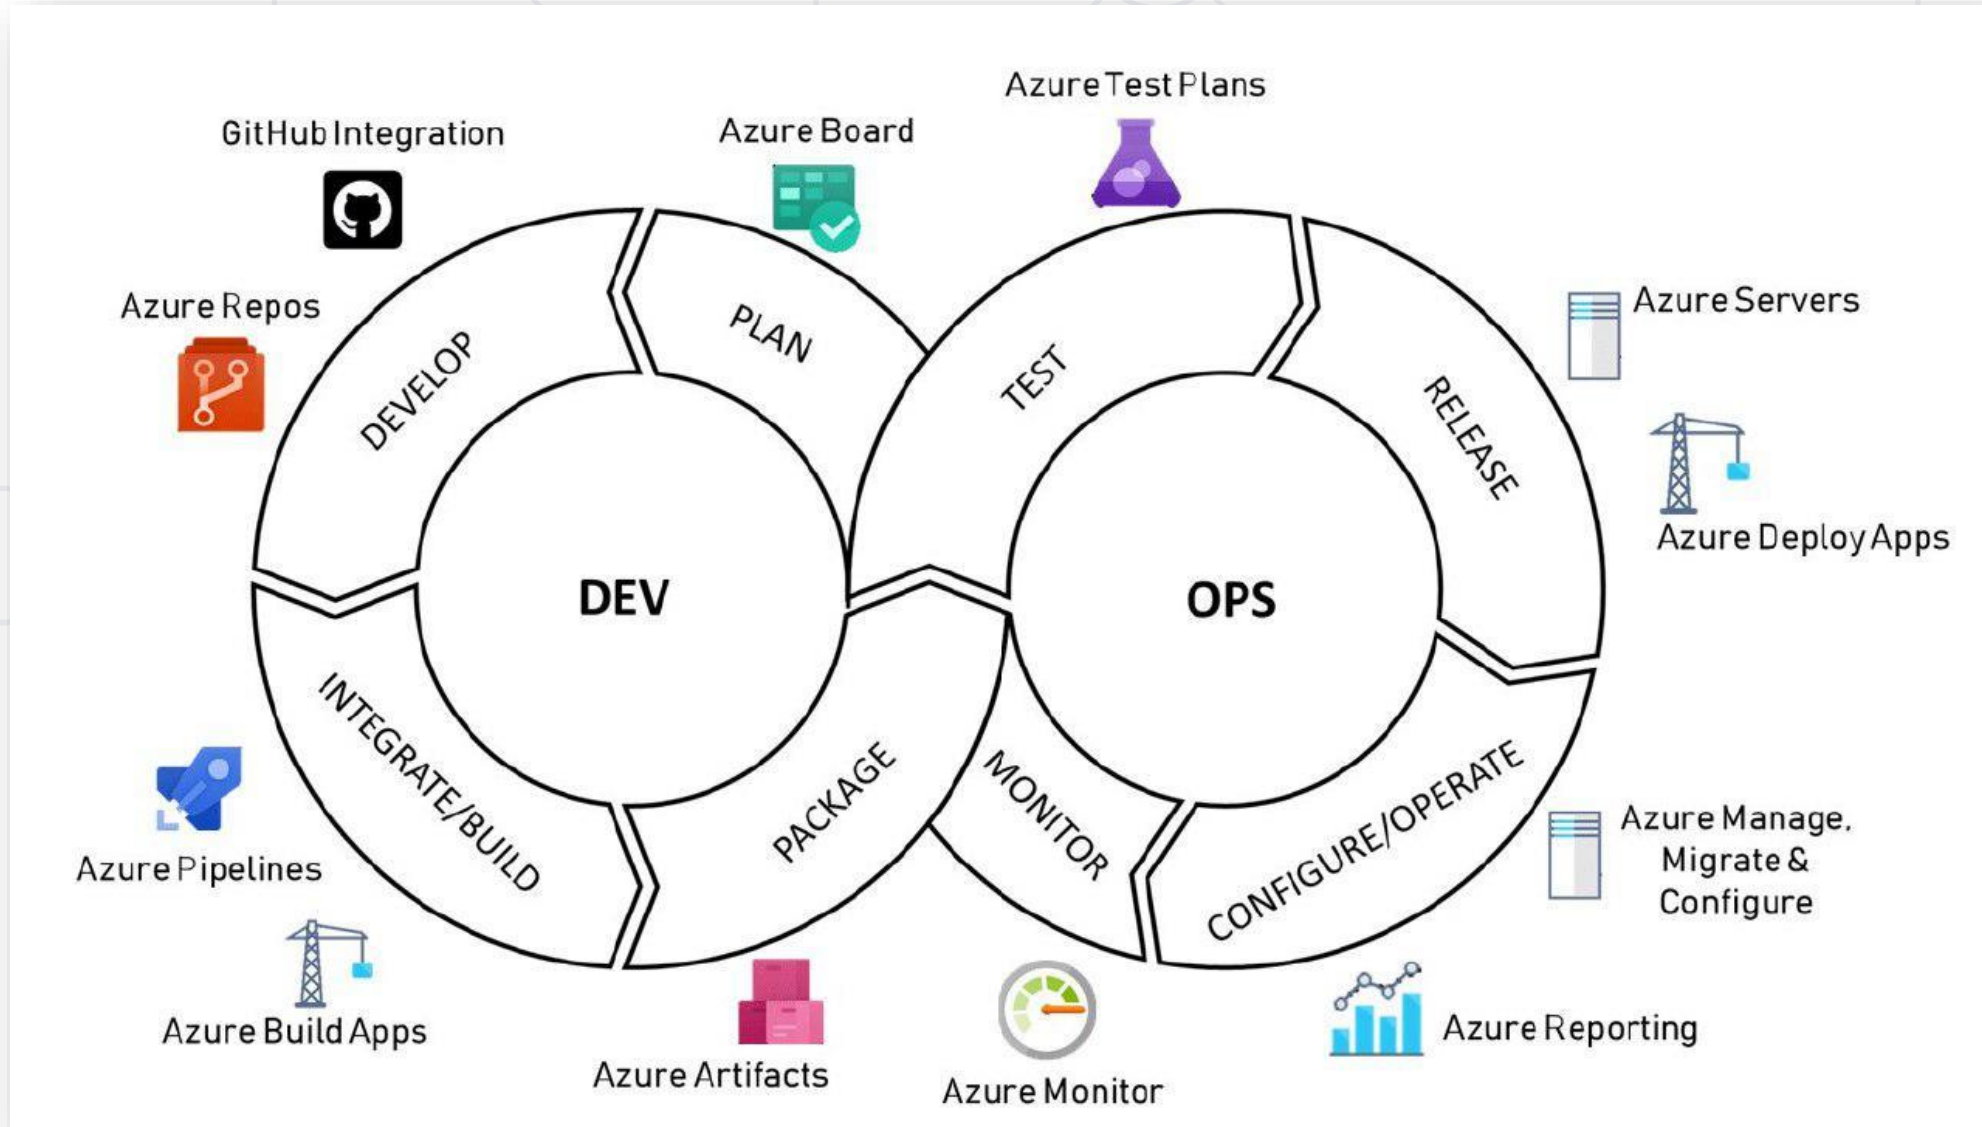 Azure Test Plans
GitHub Integration
Azure Board
Azure Repos
Azure Servers
PLAN
DEVELOP
TEST
RELEASE
Azure Deploy Apps
DEV
OPS
INTEGRATE/BUILD
PACKAGE
MONITOR
CONFIGURE/OPERATE
Azure Pipelines
Azure Manage,
Migrate &
Configure
Azure Build Apps
Azure Reporting
Azure Artifacts
Azure Monitor